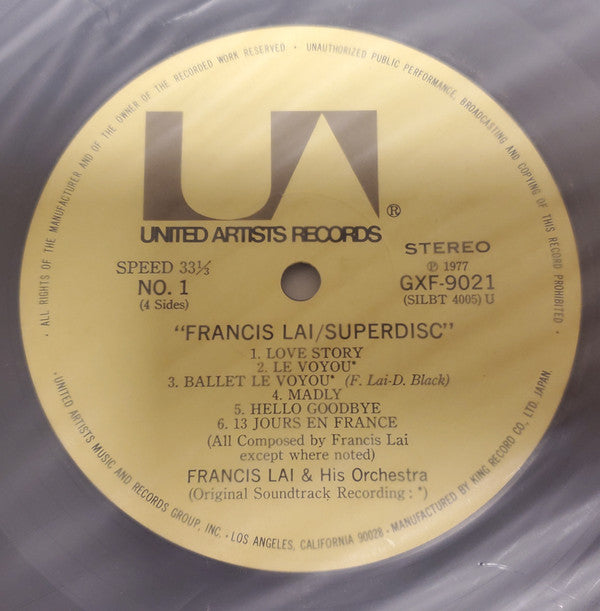 · ALL RIGHTS OF THE MANUFACTURER AND OF THE OWNER OF THE RECORDED WORK RESERVED · UNAUTHORIZED PUBLIC PERFORMANCE, BROADCASTING AND COPYING OF THIS RECORD PROHIBITED ·
UA®
UNITED ARTISTS RECORDS
SPEED 33⅓
NO. 1
(4 Sides)
STEREO
℗ 1977
GXF-9021
(SILBT 4005) U
"FRANCIS LAI/SUPERDISC"
1. LOVE STORY
2. LE VOYOU*
3. BALLET LE VOYOU* (F. Lai-D. Black)
4. MADLY
5. HELLO GOODBYE
6. 13 JOURS EN FRANCE
(All Composed by Francis Lai
except where noted)
FRANCIS LAI & His Orchestra
(Original Soundtrack Recording : *)
· UNITED ARTISTS MUSIC AND RECORDS GROUP, INC. · LOS ANGELES, CALIFORNIA 90028 · MANUFACTURED BY KING RECORD CO., LTD. JAPAN.